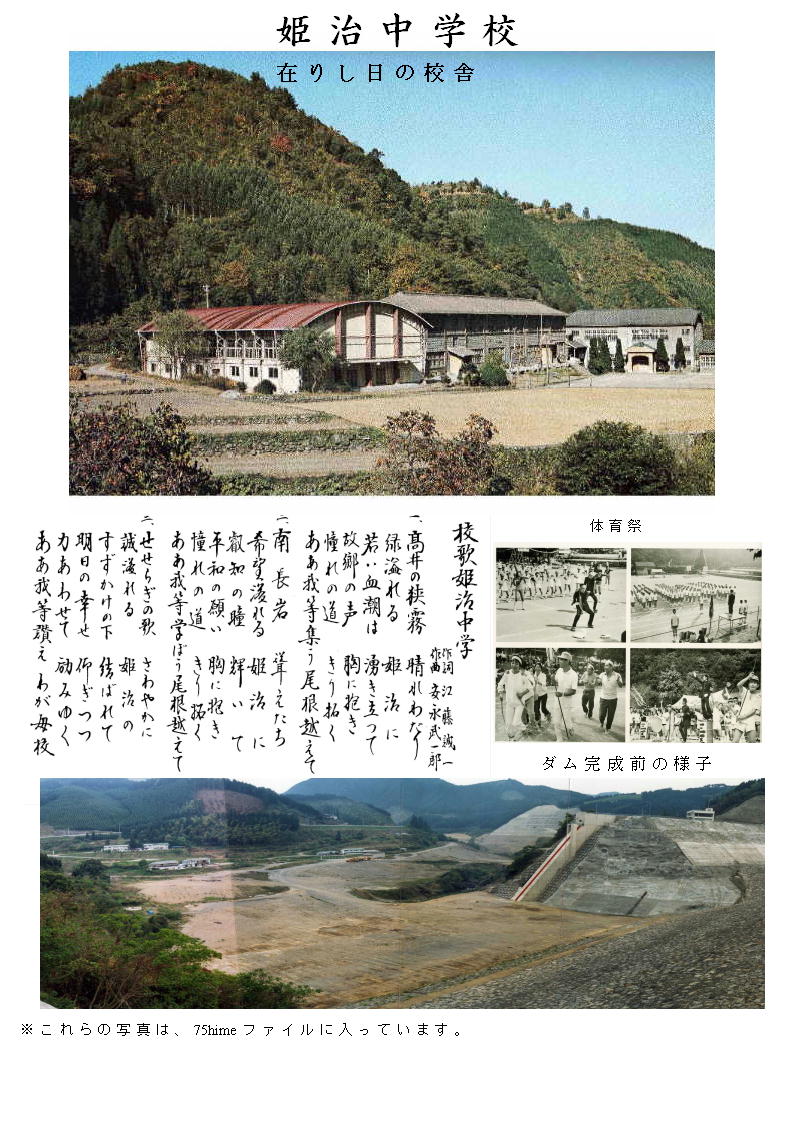 姫治中学校
在りし日の校舎
校歌姫治中学
作詞 江藤誠一
作曲 安永武一郎
一、高井の狭霧 晴れわたり
緑溢れる 姫治に
若い血潮は 湧き立つて
故郷の声 胸に抱き
憧れの道 きり拓く
ああ我等集う尾根越えて
二、南 長岩 聳えたち
希望溢れる 姫治に
叡知の瞳 輝いて
平和の願い 胸に抱き
憧れの道 きり拓く
ああ我等学ぼう尾根越えて
三、せせらぎの歌 さわやかに
誠溢れる 姫治の
すずかけの下 結ばれて
明日の幸せ 仰ぎつつ
力あわせて 励みゆく
ああ我等讃えわが母校
体育祭
ダム完成前の様子
※これらの写真は、75himeファイルに入っています。